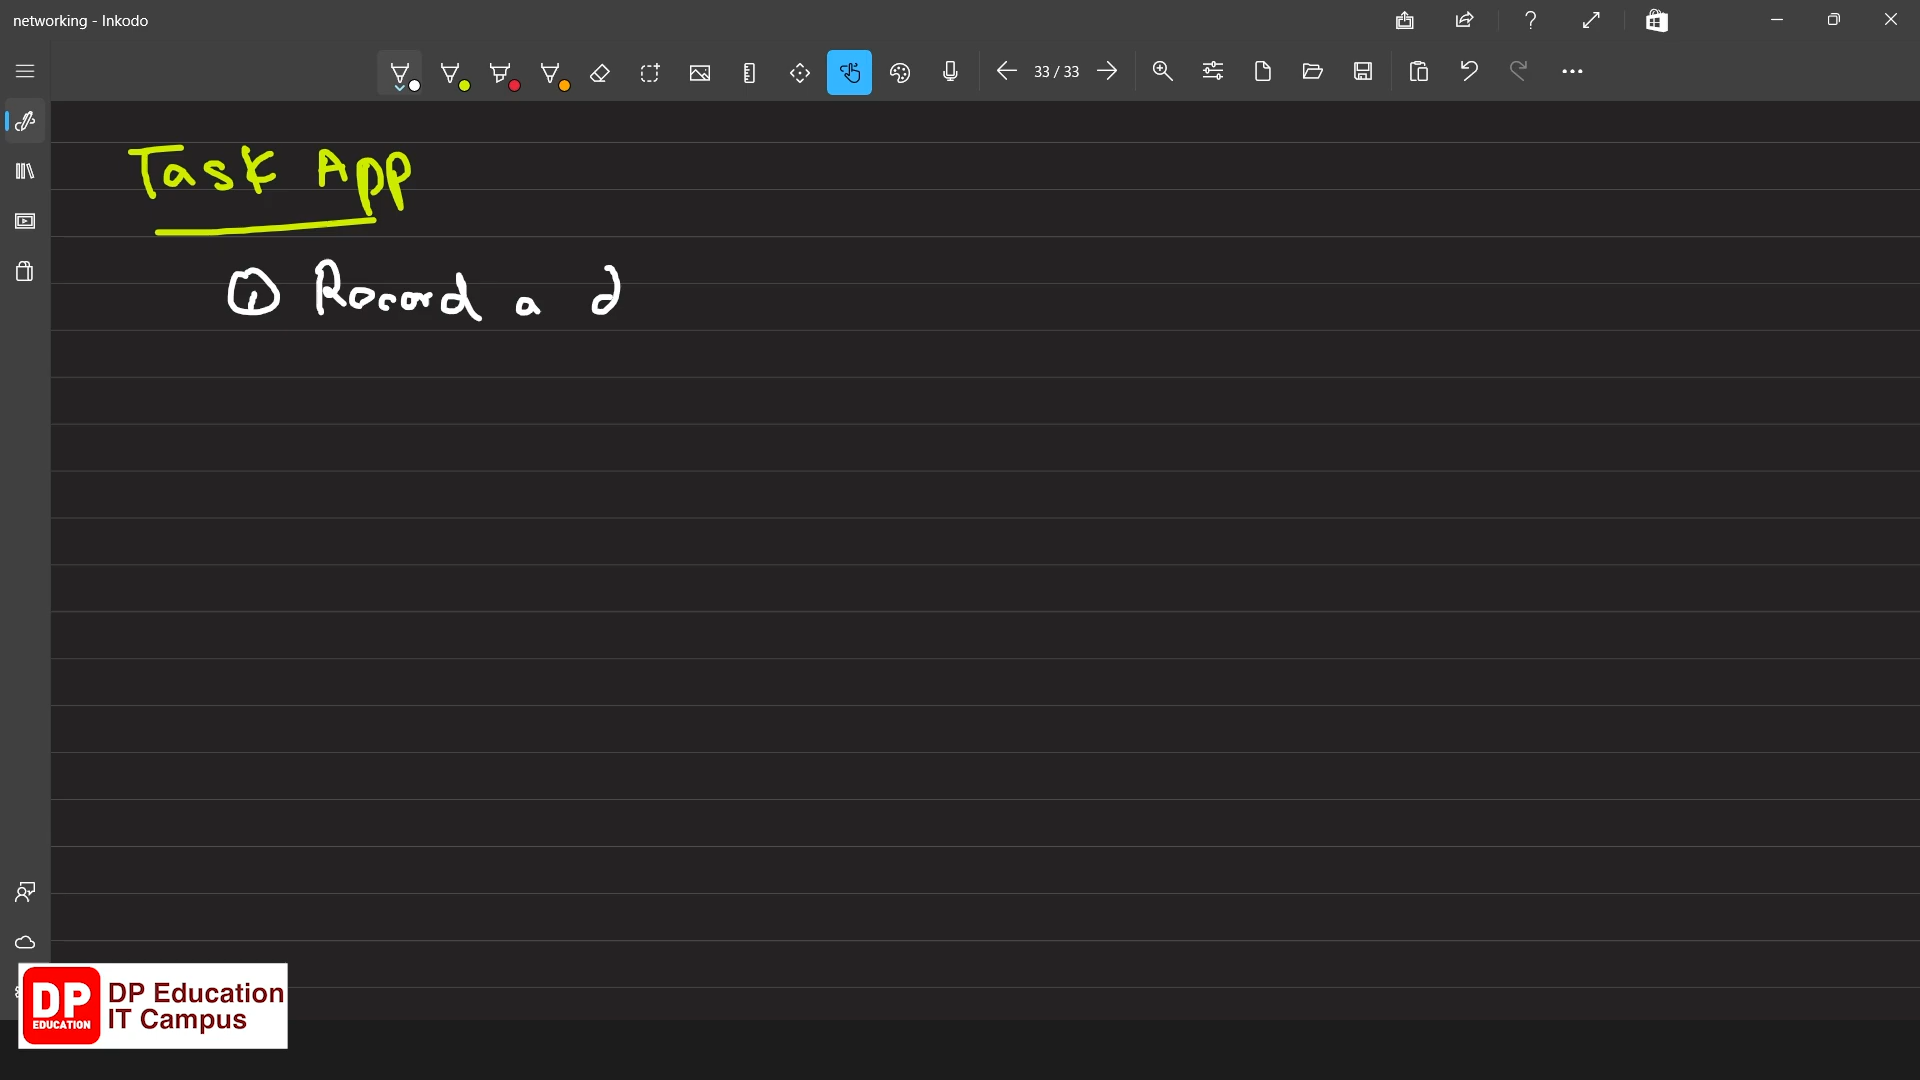 networking - Inkodo
33 / 33
Task App
① Record a d
DP
EDUCATION
DP Education
IT Campus